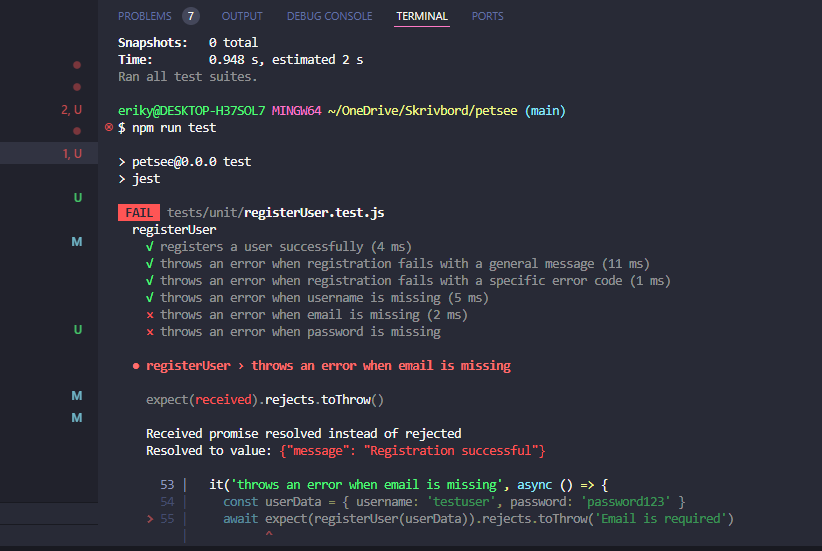 PROBLEMS 7 OUTPUT DEBUG CONSOLE TERMINAL PORTS
Snapshots:   0 total
Time:        0.948 s, estimated 2 s
Ran all test suites.
eriky@DESKTOP-H37SOL7 MINGW64 ~/OneDrive/Skrivbord/petsee (main)
2, U
$ npm run test
1, U
> petsee@0.0.0 test
> jest
U
FAIL tests/unit/registerUser.test.js
registerUser
M
√ registers a user successfully (4 ms)
√ throws an error when registration fails with a general message (11 ms)
√ throws an error when registration fails with a specific error code (1 ms)
√ throws an error when username is missing (5 ms)
× throws an error when email is missing (2 ms)
U
× throws an error when password is missing
● registerUser › throws an error when email is missing
M
expect(received).rejects.toThrow()
M
Received promise resolved instead of rejected
Resolved to value: {"message": "Registration successful"}
53 |   it('throws an error when email is missing', async () => {
54 |     const userData = { username: 'testuser', password: 'password123' }
> 55 |     await expect(registerUser(userData)).rejects.toThrow('Email is required')
|           ^